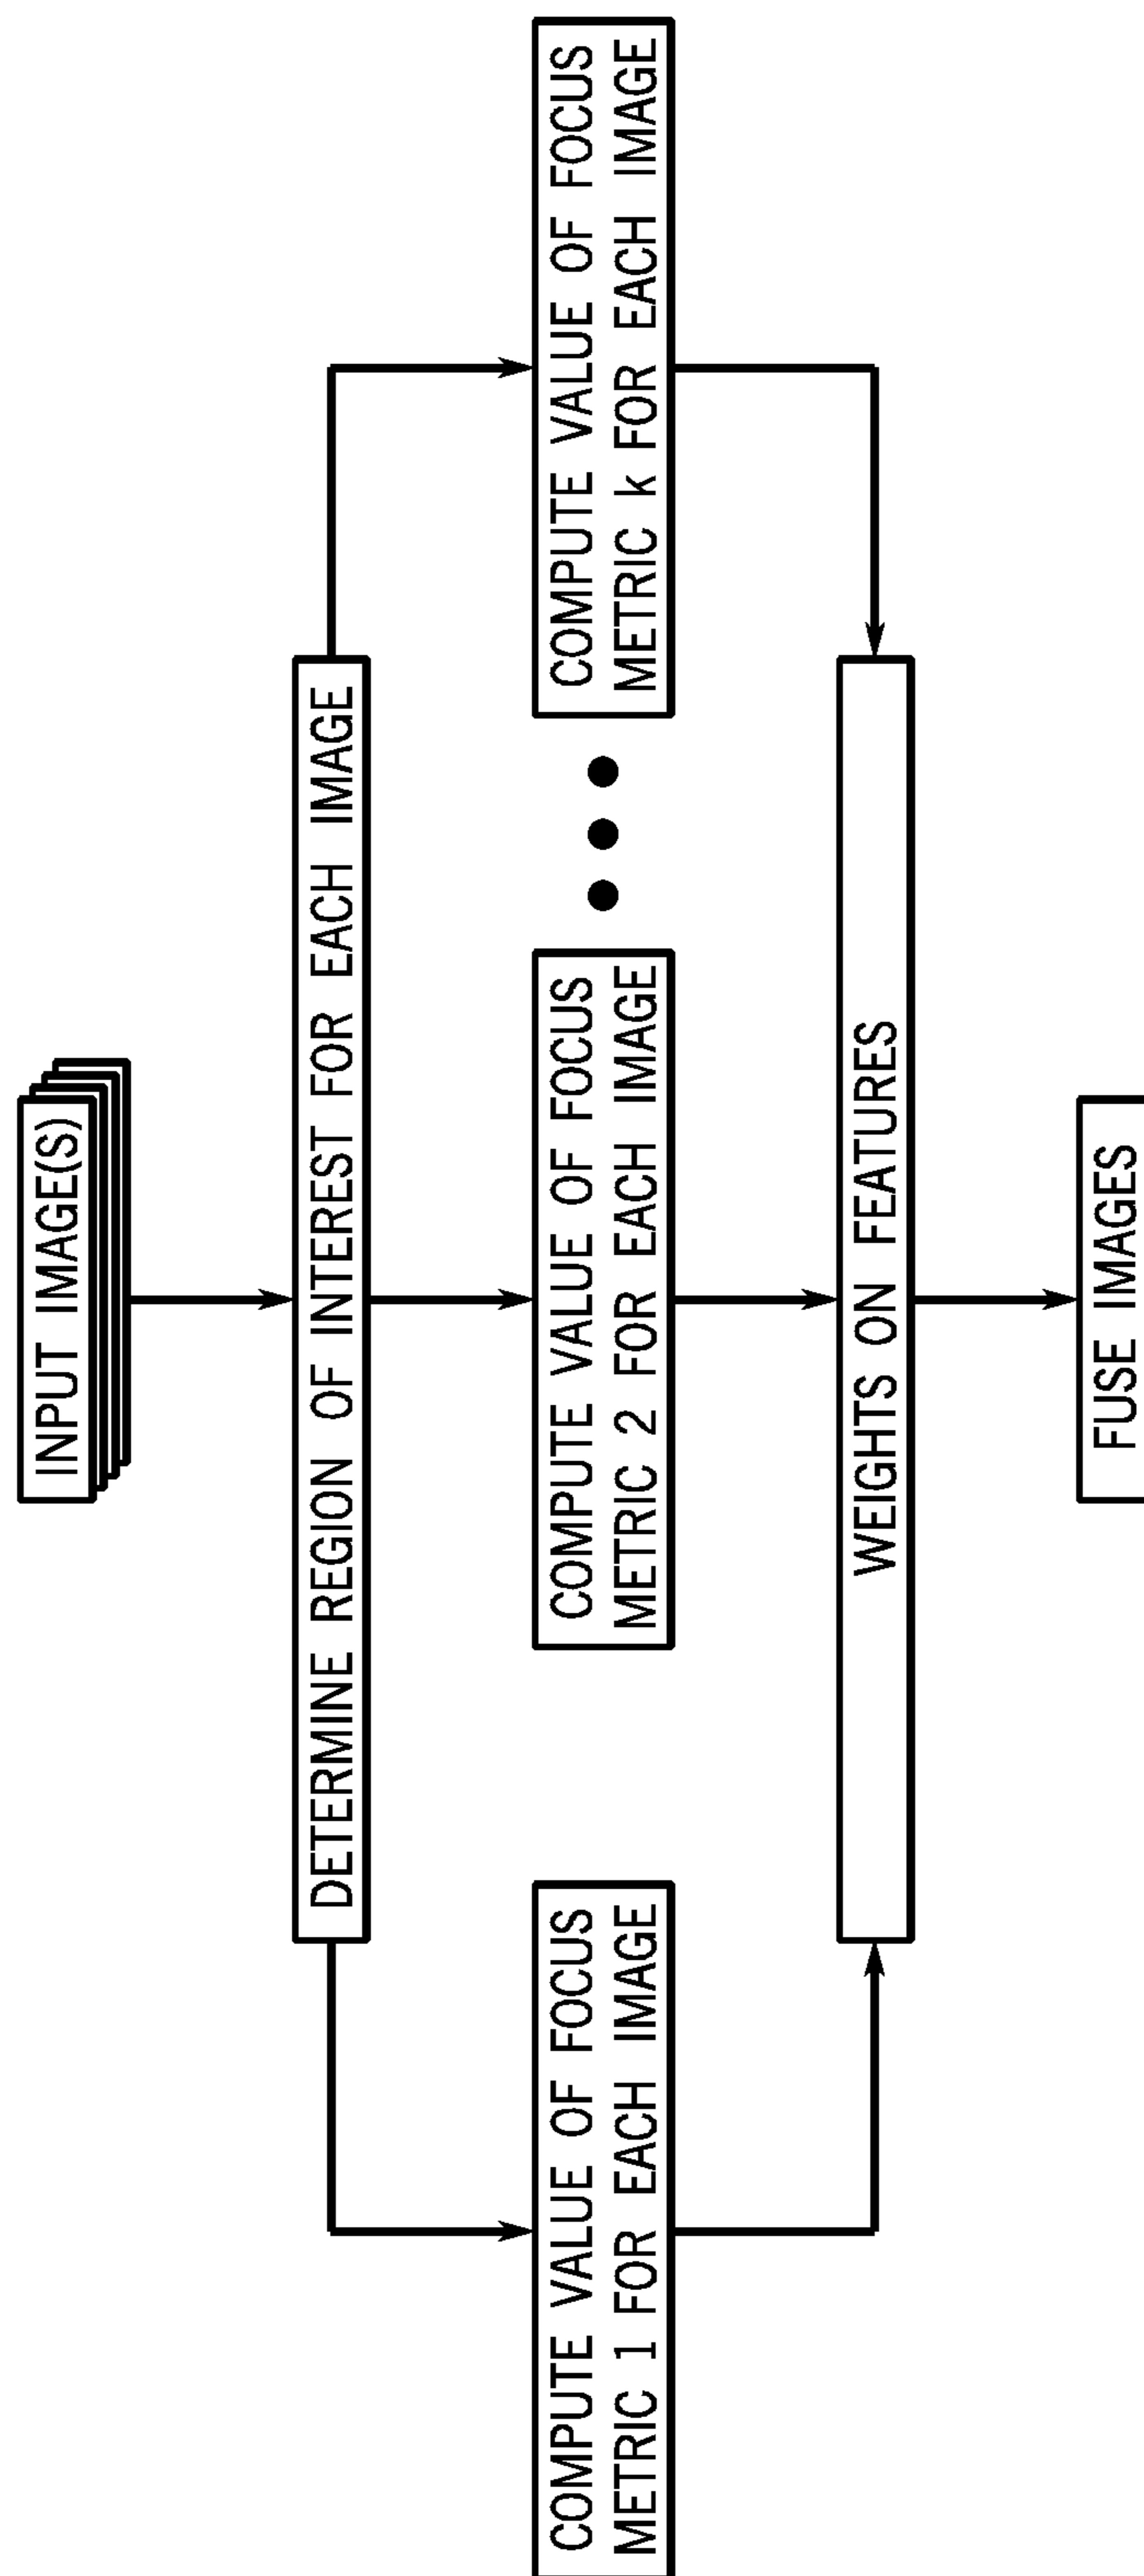 INPUT IMAGE(S)
DETERMINE REGION OF INTEREST FOR EACH IMAGE
COMPUTE VALUE OF FOCUS
METRIC 1 FOR EACH IMAGE
COMPUTE VALUE OF FOCUS
METRIC 2 FOR EACH IMAGE
COMPUTE VALUE OF FOCUS
METRIC k FOR EACH IMAGE
WEIGHTS ON FEATURES
FUSE IMAGES